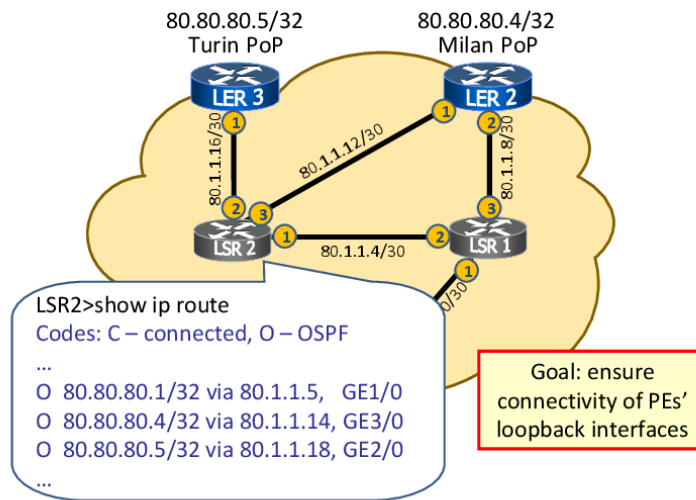 80.80.80.5/32
Turin PoP
80.80.80.4/32
Milan PoP
LER 3
LER 2
1
1
2
80.1.1.16/30
80.1.1.12/30
80.1.1.8/30
2
3
3
LSR 2
1
2
LSR 1
80.1.1.4/30
1
0/30
LSR2>show ip route
Codes: C – connected, O – OSPF
...
O 80.80.80.1/32 via 80.1.1.5, GE1/0
O 80.80.80.4/32 via 80.1.1.14, GE3/0
O 80.80.80.5/32 via 80.1.1.18, GE2/0
...
Goal: ensure
connectivity of PEs’
loopback interfaces